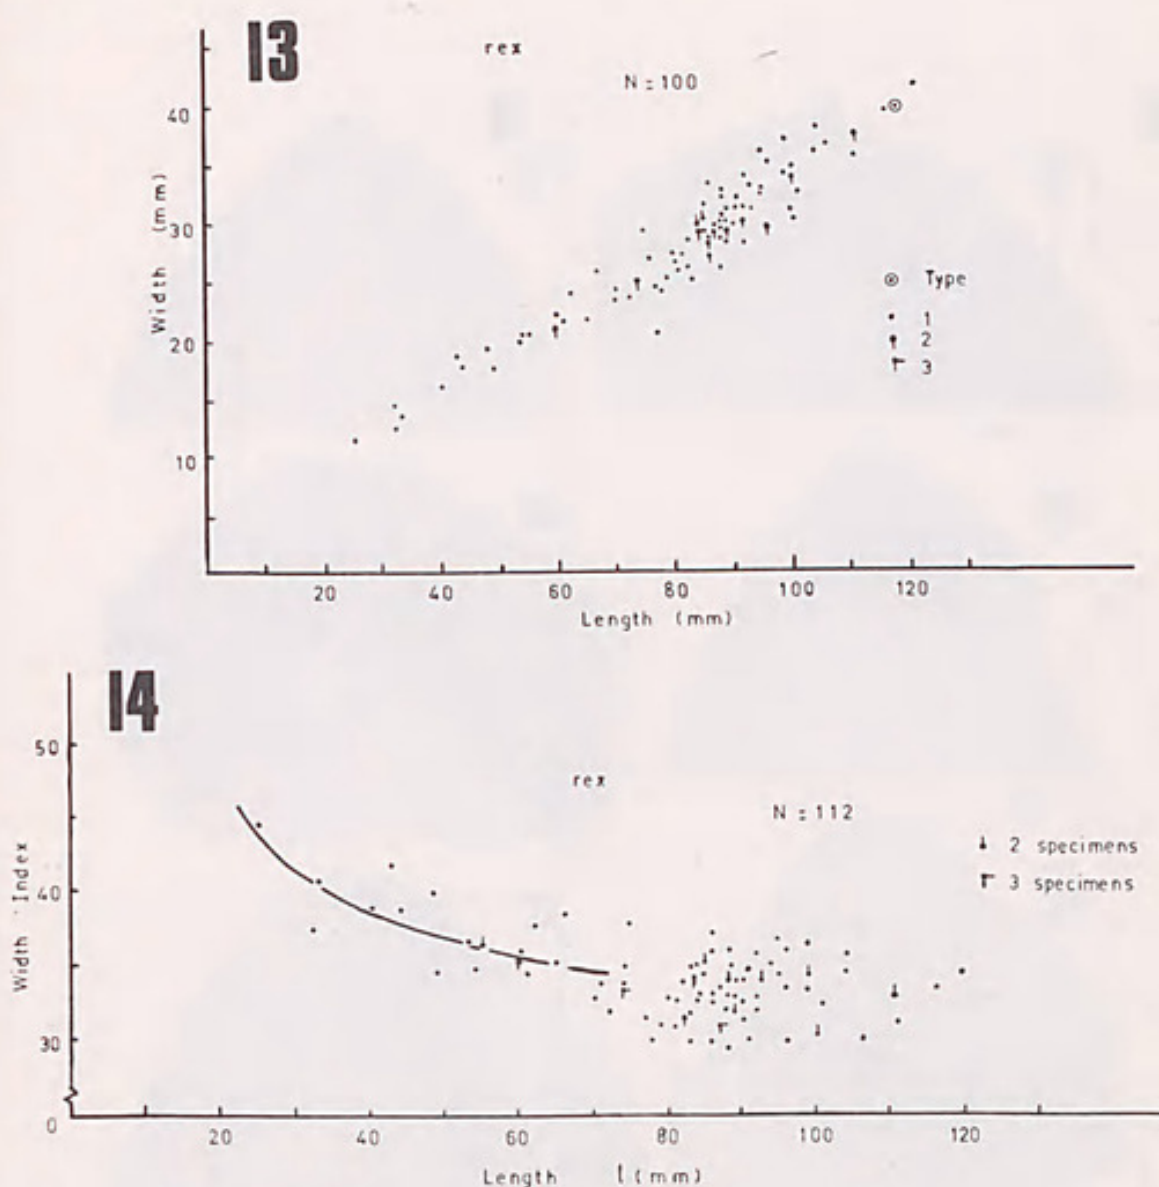 13
rex
N = 100
40
30
20
10
Width (mm)
⊙ Type
1
2
3
20 40 60 80 100 120
Length (mm)
14
rex
N = 112
50
40
30
0
Width Index
2 specimens
3 specimens
20 40 60 80 100 120
Length l (mm)